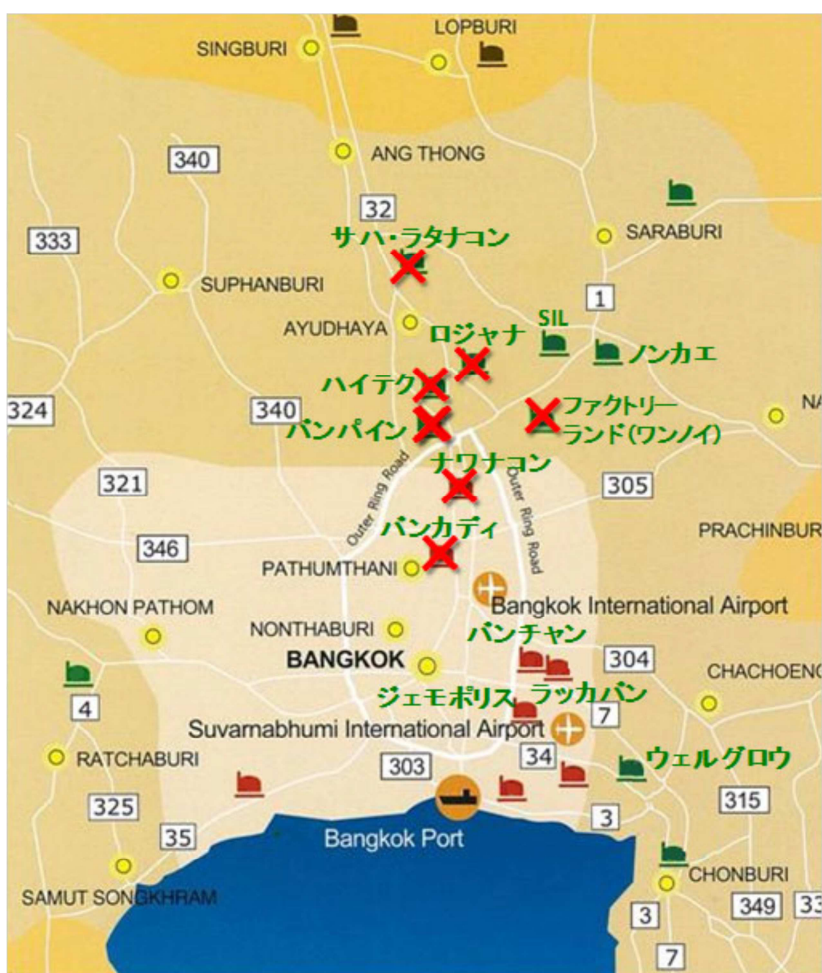 LOPBURI
SINGBURI
ANG THONG
340
32
333
サハ・ラタナコン
SARABURI
SUPHANBURI
1
AYUDHAYA
ロジャナ
SIL
ノンカエ
ハイテク
324
340
バンパイン
ファクトリー
ランド(ワンノイ)
NA
ナワナコン
321
305
Outer Ring Road
Outer Ring Road
バンカディ
346
PRACHINBUR
PATHUMTHANI
NAKHON PATHOM
Bangkok International Airport
NONTHABURI
バンチャン
BANGKOK
304
CHACHOENG
ジェモポリス
ラッカバン
4
7
Suvarnabhumi International Airport
RATCHABURI
303
34
ウェルグロウ
325
315
35
3
Bangkok Port
CHONBURI
SAMUT SONGKHRAM
3
349
33
7